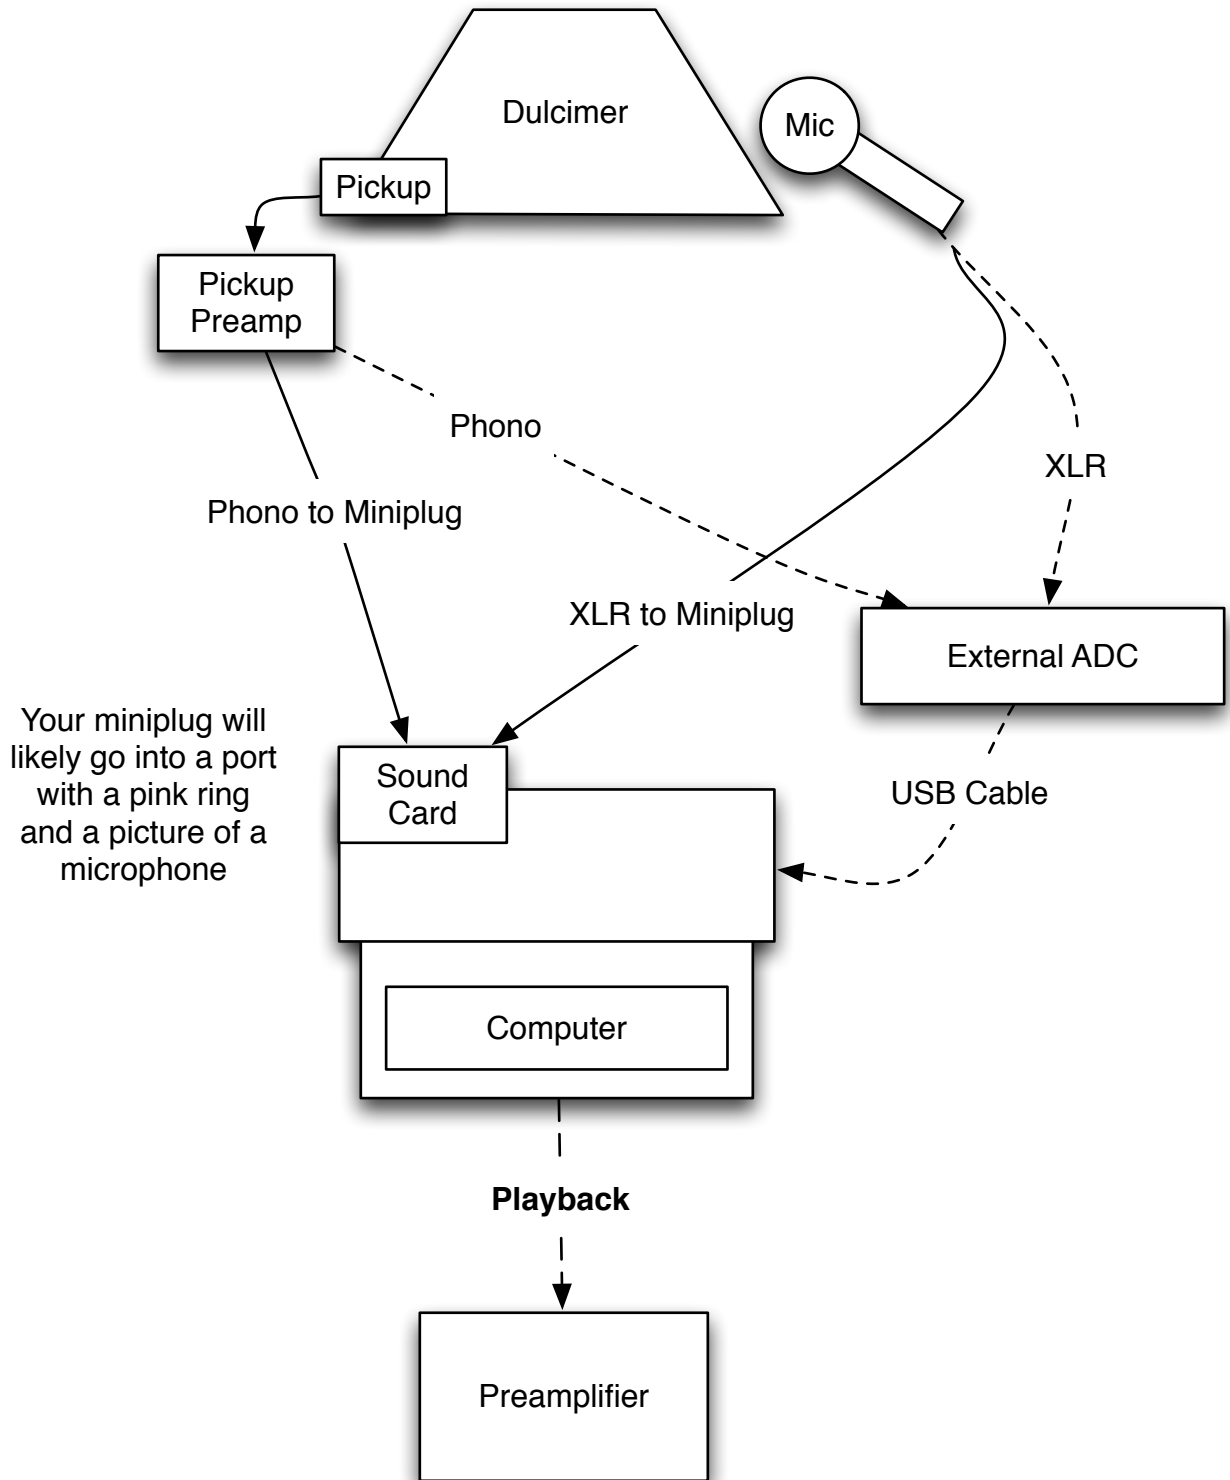 Dulcimer
Mic
Pickup
Pickup
Preamp
Phono
XLR
Phono to Miniplug
XLR to Miniplug
External ADC
Your miniplug will
likely go into a port
with a pink ring
and a picture of a
microphone
Sound
Card
USB Cable
Computer
Playback
Preamplifier